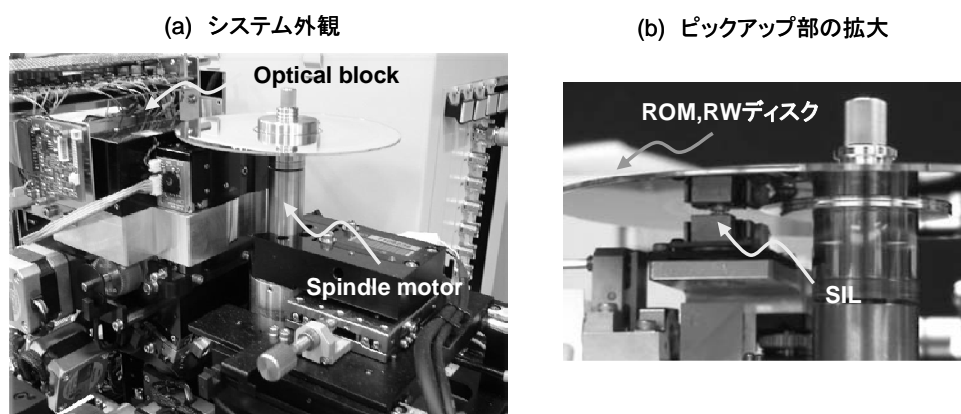 (a) システム外観
(b) ピックアップ部の拡大
Optical block
ROM,RWディスク
Spindle motor
SIL